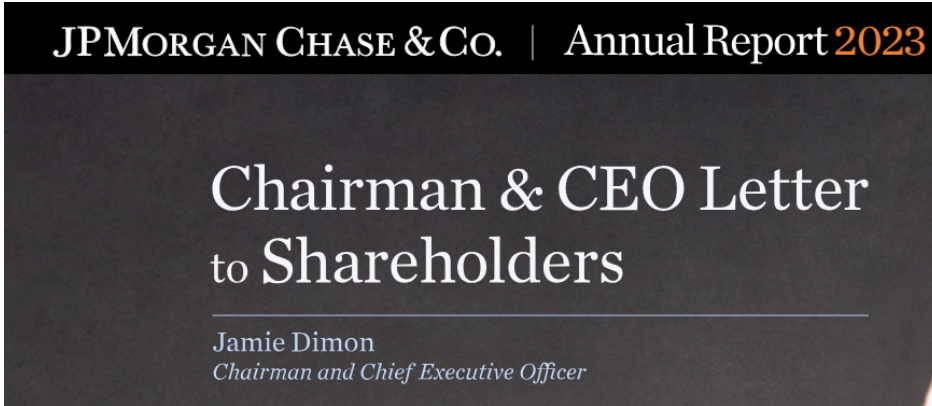 JPMORGAN CHASE & CO. | Annual Report 2023
Chairman & CEO Letter
to Shareholders
Jamie Dimon
Chairman and Chief Executive Officer